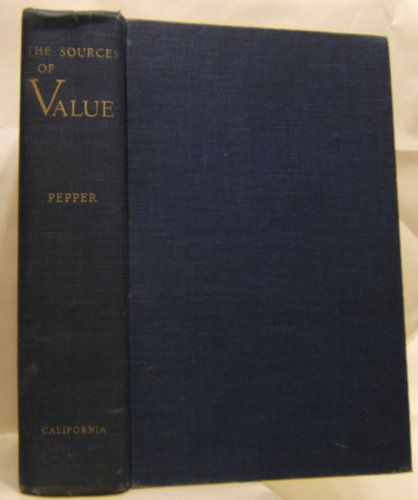 THE SOURCES
OF
VALUE
PEPPER
CALIFORNIA